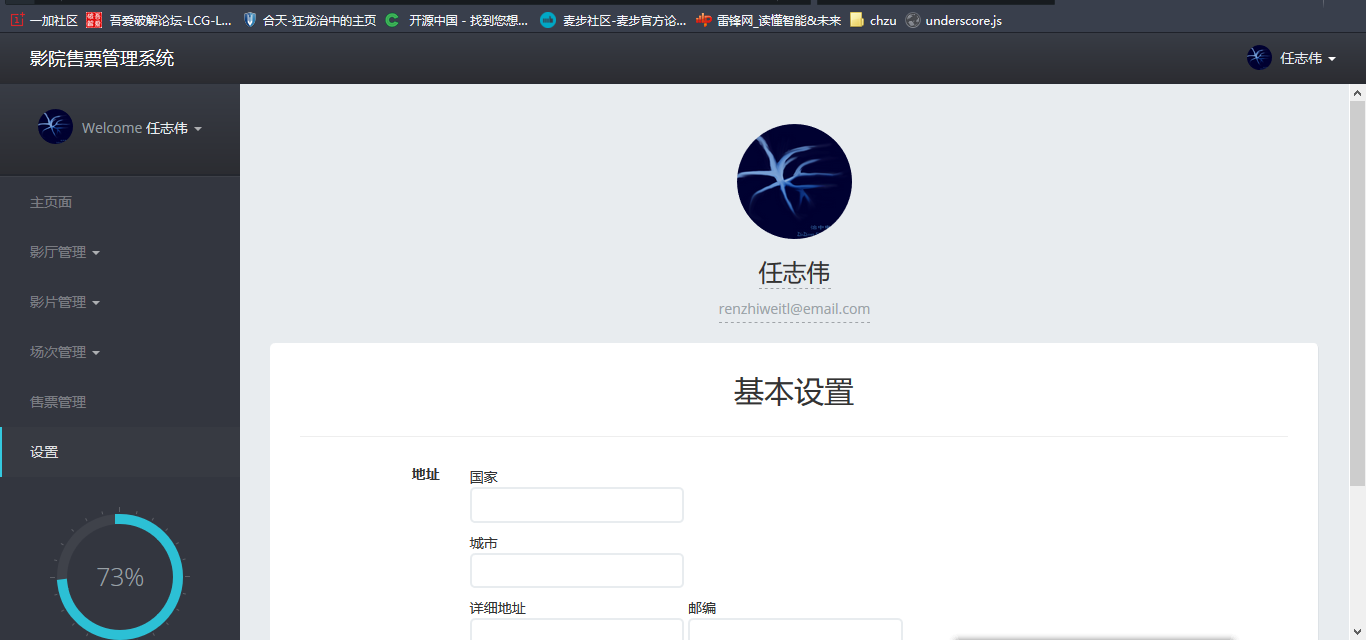 一加社区 吾爱破解论坛-LCG-L... 合天-狂龙治中的主页 开源中国 - 找到您想... 麦步社区-麦步官方论... 雷锋网_读懂智能&未来 chzu underscore.js
影院售票管理系统 任志伟
Welcome 任志伟
任志伟
renzhiweitl@email.com
主页面
影厅管理
影片管理
场次管理
售票管理
设置
73%
基本设置
地址 国家
城市
详细地址 邮编